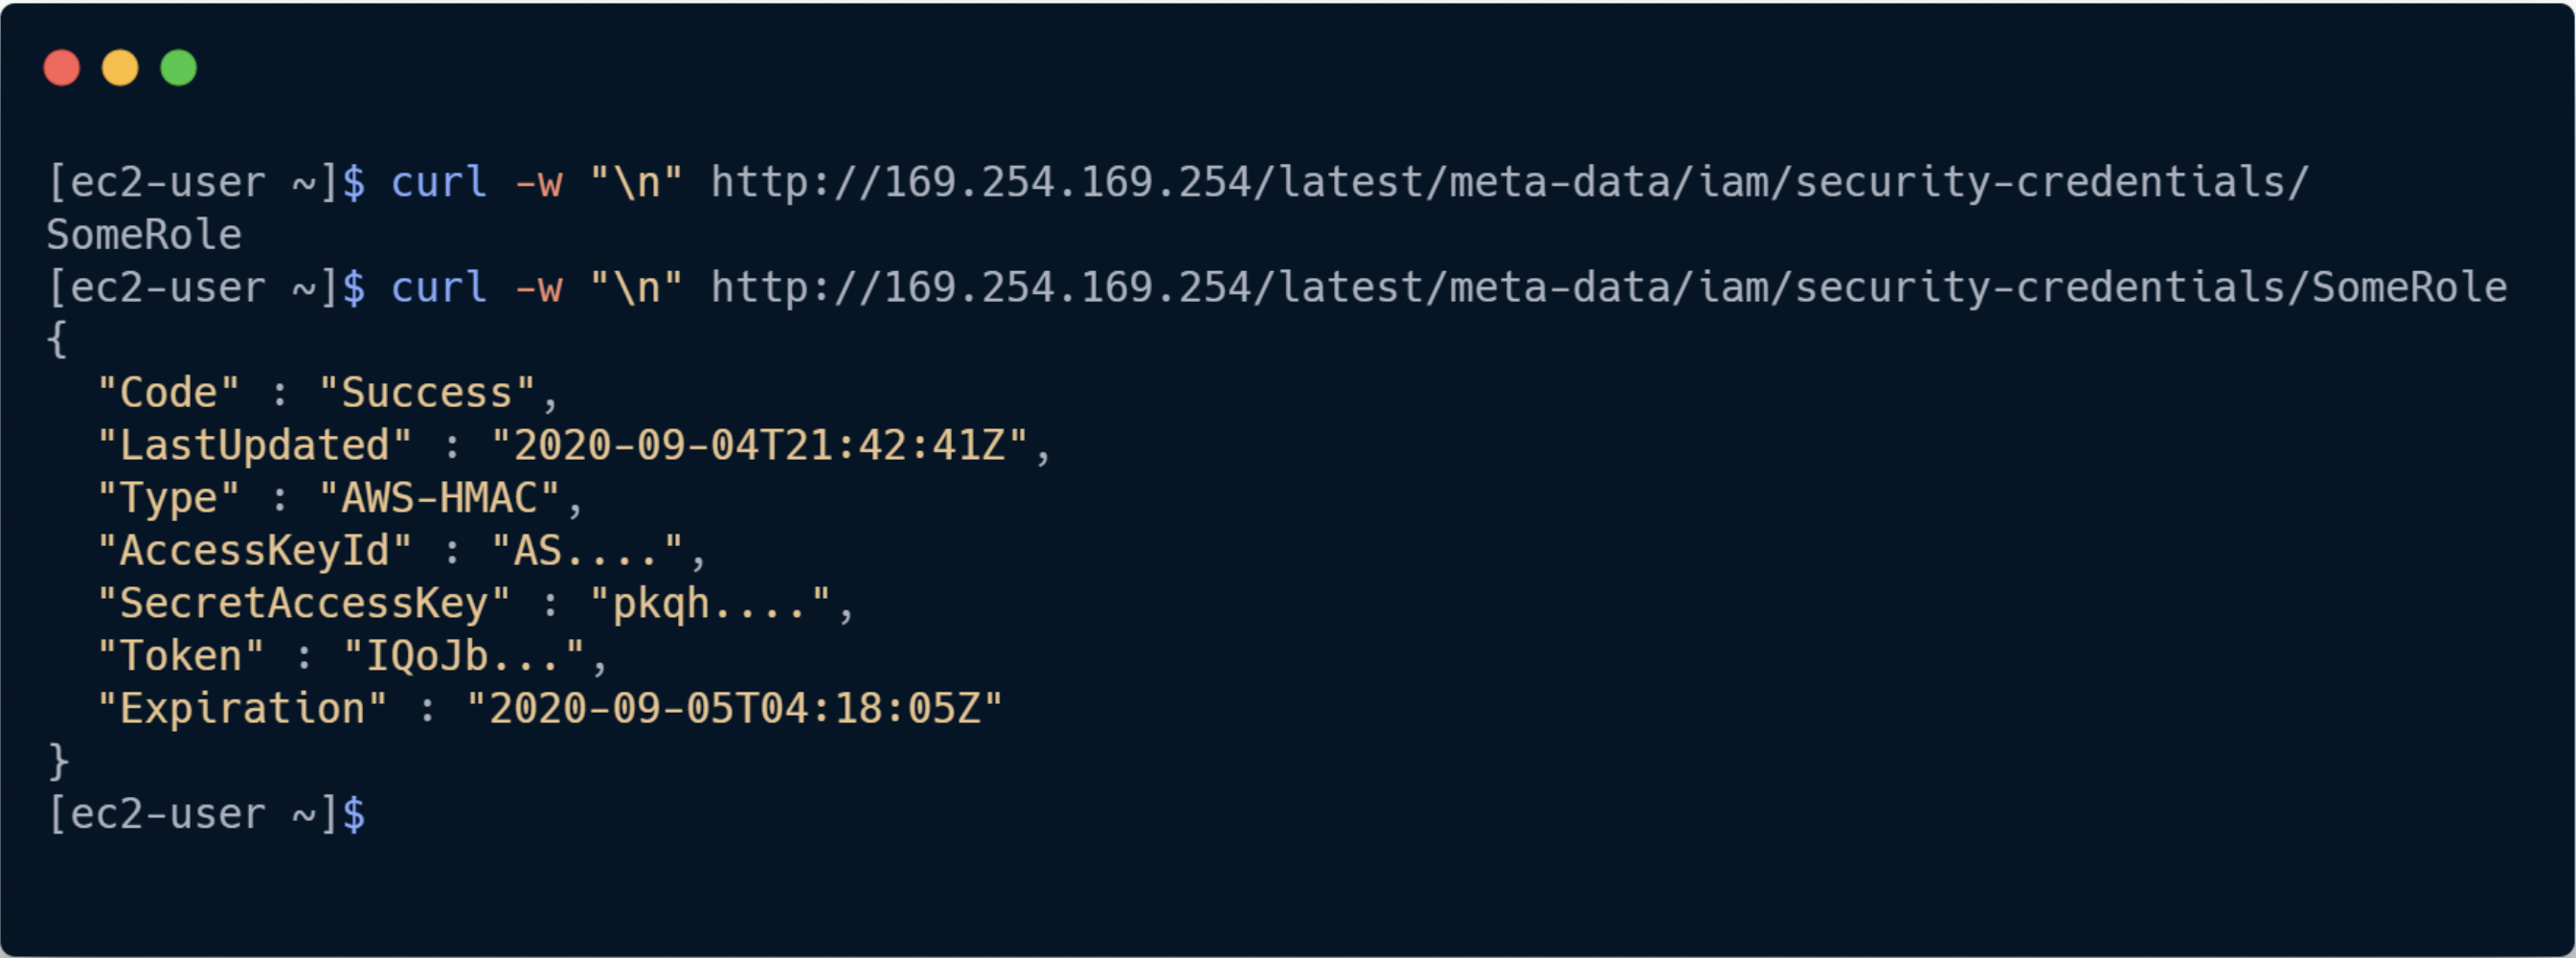 [ec2-user ~]$ curl -w "\n" http://169.254.169.254/latest/meta-data/iam/security-credentials/
SomeRole
[ec2-user ~]$ curl -w "\n" http://169.254.169.254/latest/meta-data/iam/security-credentials/SomeRole
{
  "Code" : "Success",
  "LastUpdated" : "2020-09-04T21:42:41Z",
  "Type" : "AWS-HMAC",
  "AccessKeyId" : "AS....",
  "SecretAccessKey" : "pkqh....",
  "Token" : "IQoJb...",
  "Expiration" : "2020-09-05T04:18:05Z"
}
[ec2-user ~]$